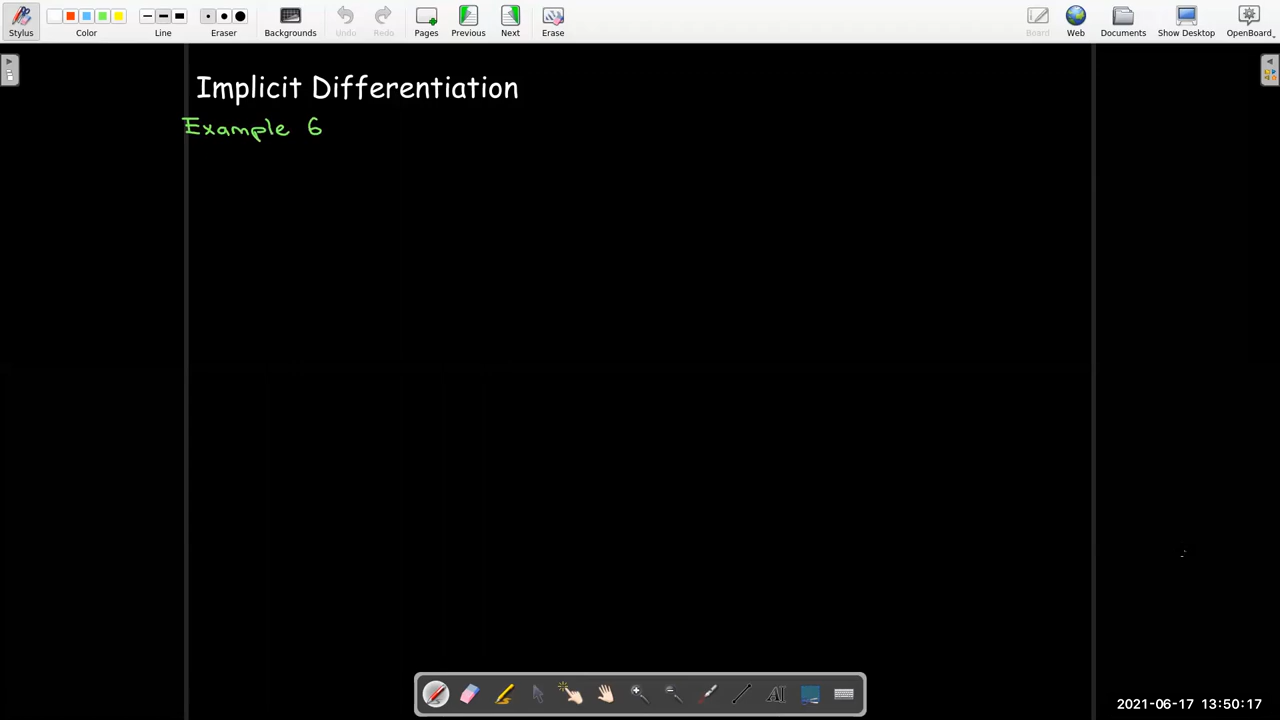 Stylus Color Line Eraser Backgrounds Undo Redo Pages Previous Next Erase Board Web Documents Show Desktop OpenBoard
Implicit Differentiation
Example 6
AI
2021-06-17 13:50:17